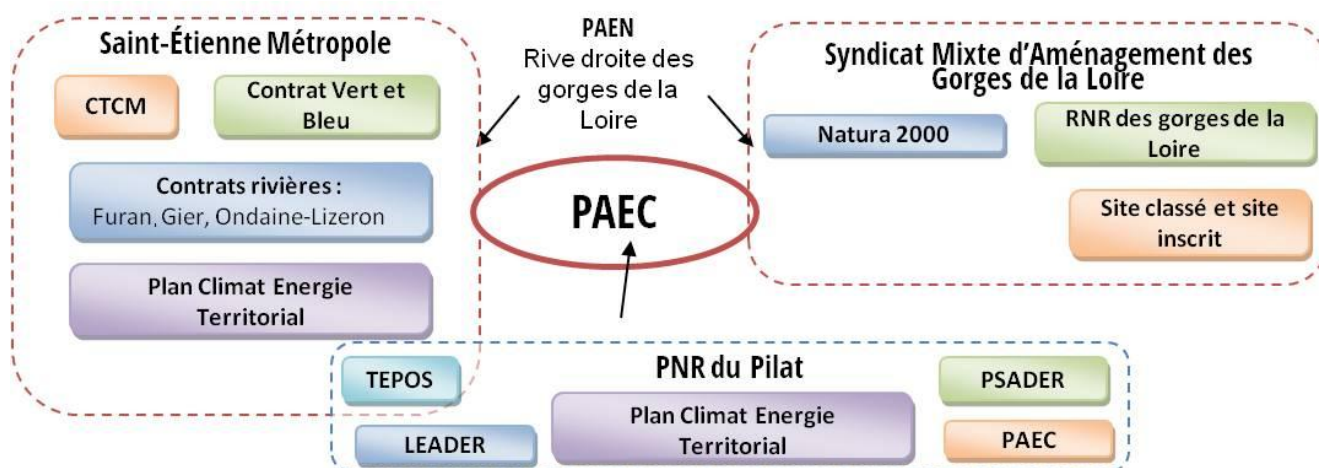 Saint-Étienne Métropole
CTCM
Contrat Vert et
Bleu
Contrats rivières :
Furan, Gier, Ondaine-Lizeron
Plan Climat Energie
Territorial
PAEN
Rive droite des
gorges de la
Loire
PAEC
Syndicat Mixte d’Aménagement des
Gorges de la Loire
Natura 2000
RNR des gorges de la
Loire
Site classé et site
inscrit
PNR du Pilat
TEPOS
LEADER
Plan Climat Energie
Territorial
PSADER
PAEC